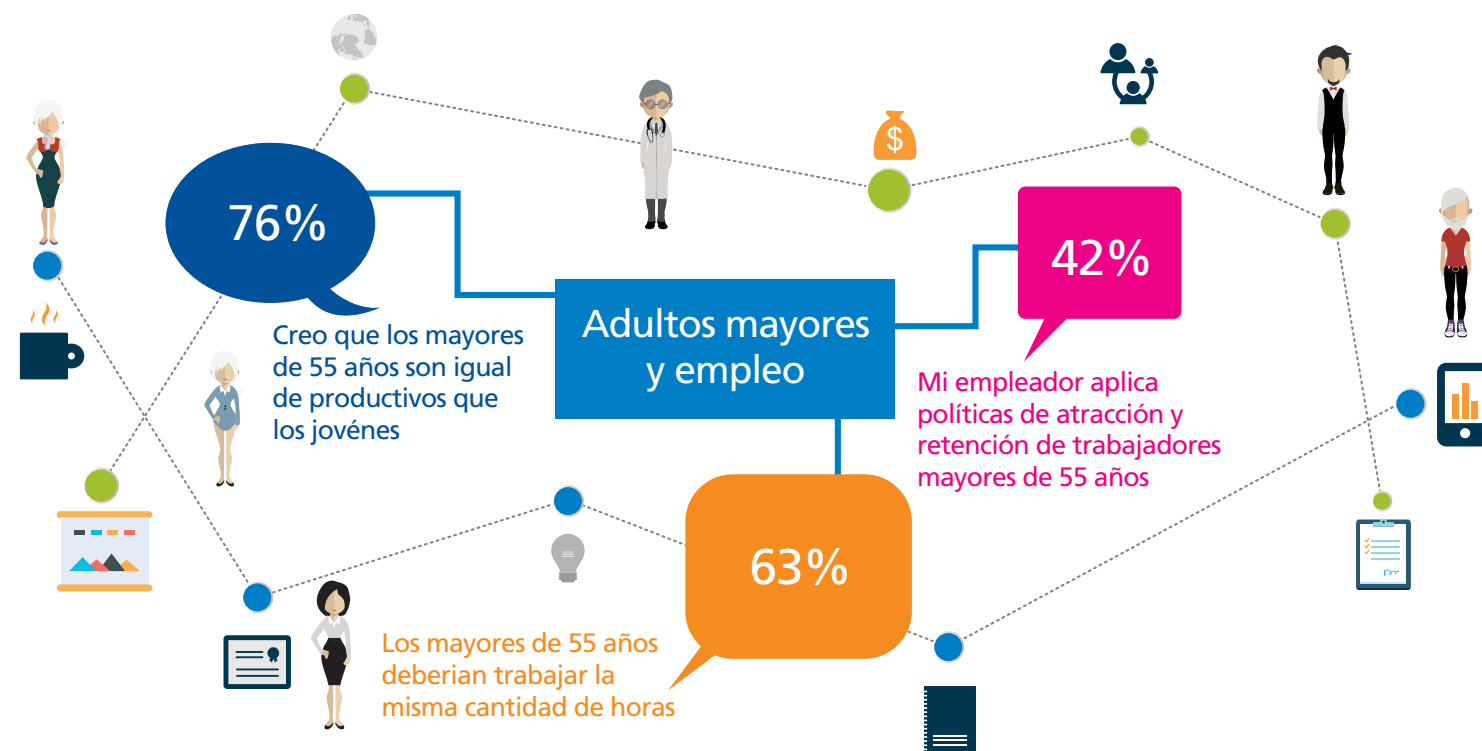 76%
Creo que los mayores
de 55 años son igual
de productivos que
los jovénes
Adultos mayores
y empleo
$
42%
Mi empleador aplica
políticas de atracción y
retención de trabajadores
mayores de 55 años
63%
Los mayores de 55 años
deberian trabajar la
misma cantidad de horas